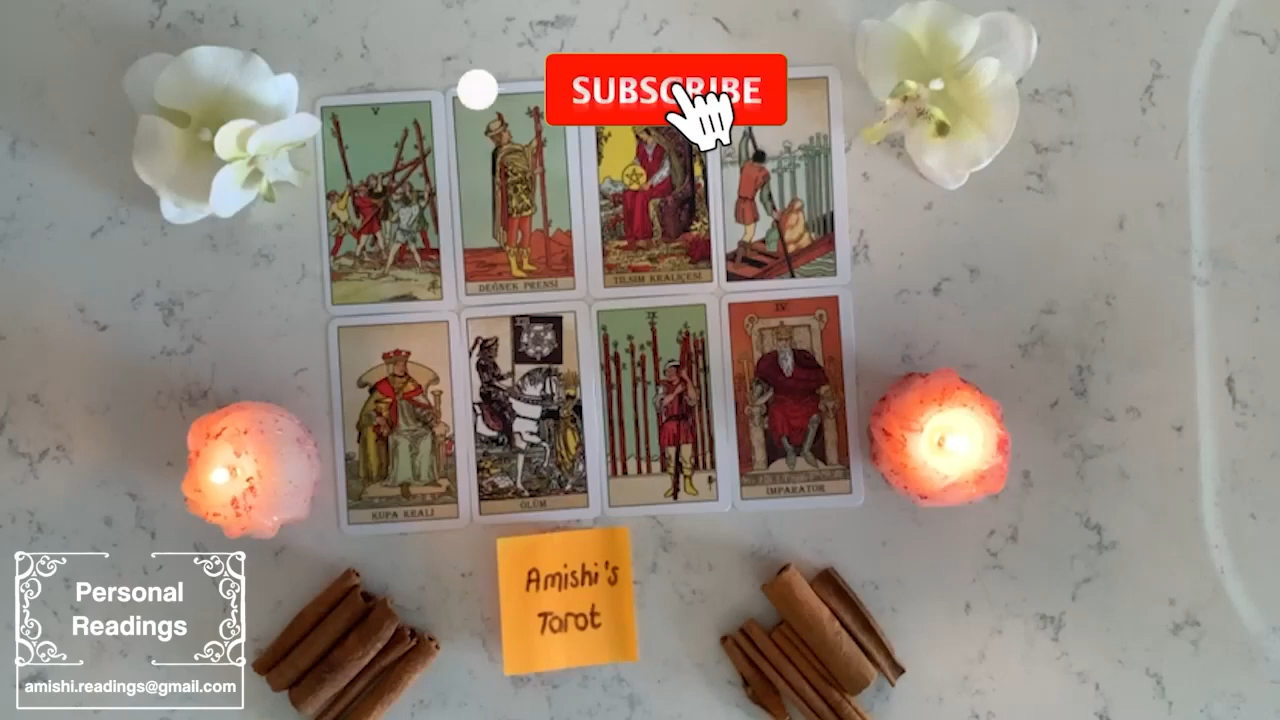 SUBSCRIBE
V
DEĞNEK PRENSİ
TILSIM KRALİÇESİ
IX
IV
KUPA KRALI
ÖLÜM
İMPARATOR
Amishi's
Tarot
Personal
Readings
amishi.readings@gmail.com